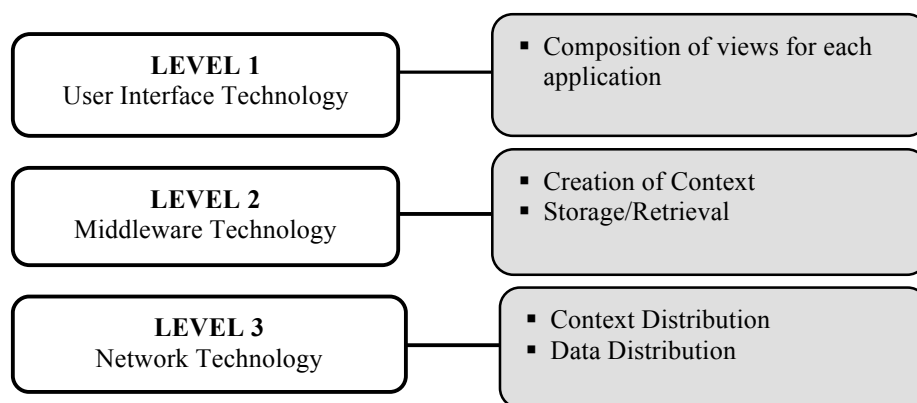 LEVEL 1
User Interface Technology
▪ Composition of views for each
application
LEVEL 2
Middleware Technology
▪ Creation of Context
▪ Storage/Retrieval
LEVEL 3
Network Technology
▪ Context Distribution
▪ Data Distribution